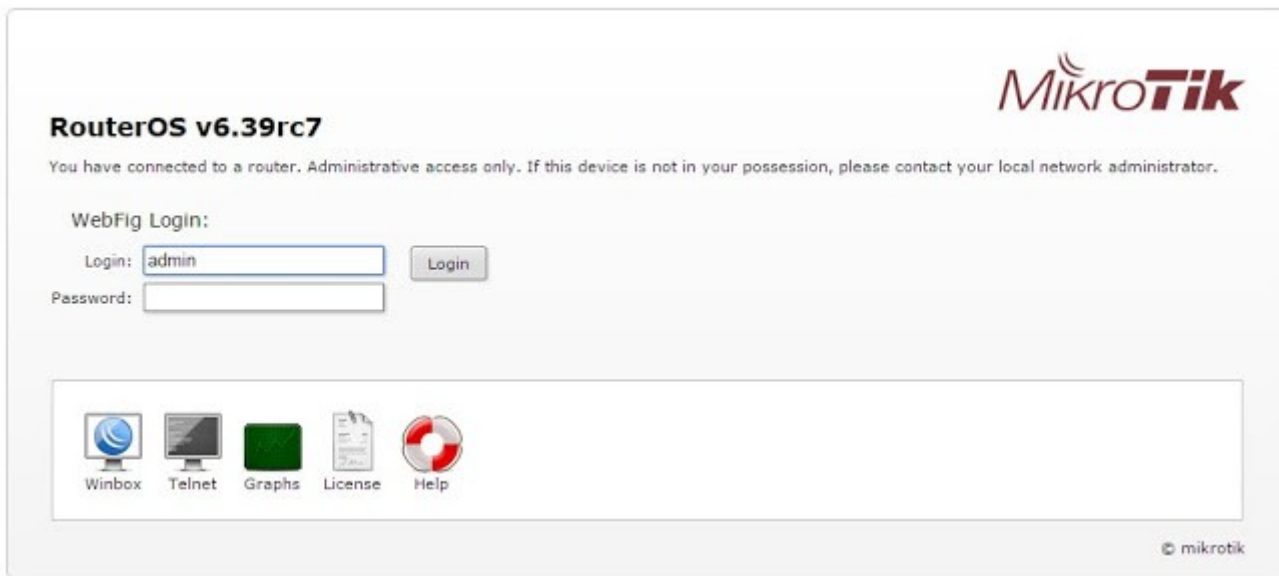 MikroTik
RouterOS v6.39rc7
You have connected to a router. Administrative access only. If this device is not in your possession, please contact your local network administrator.
WebFig Login:
Login: admin Login
Password:
Winbox Telnet Graphs License Help
© mikrotik